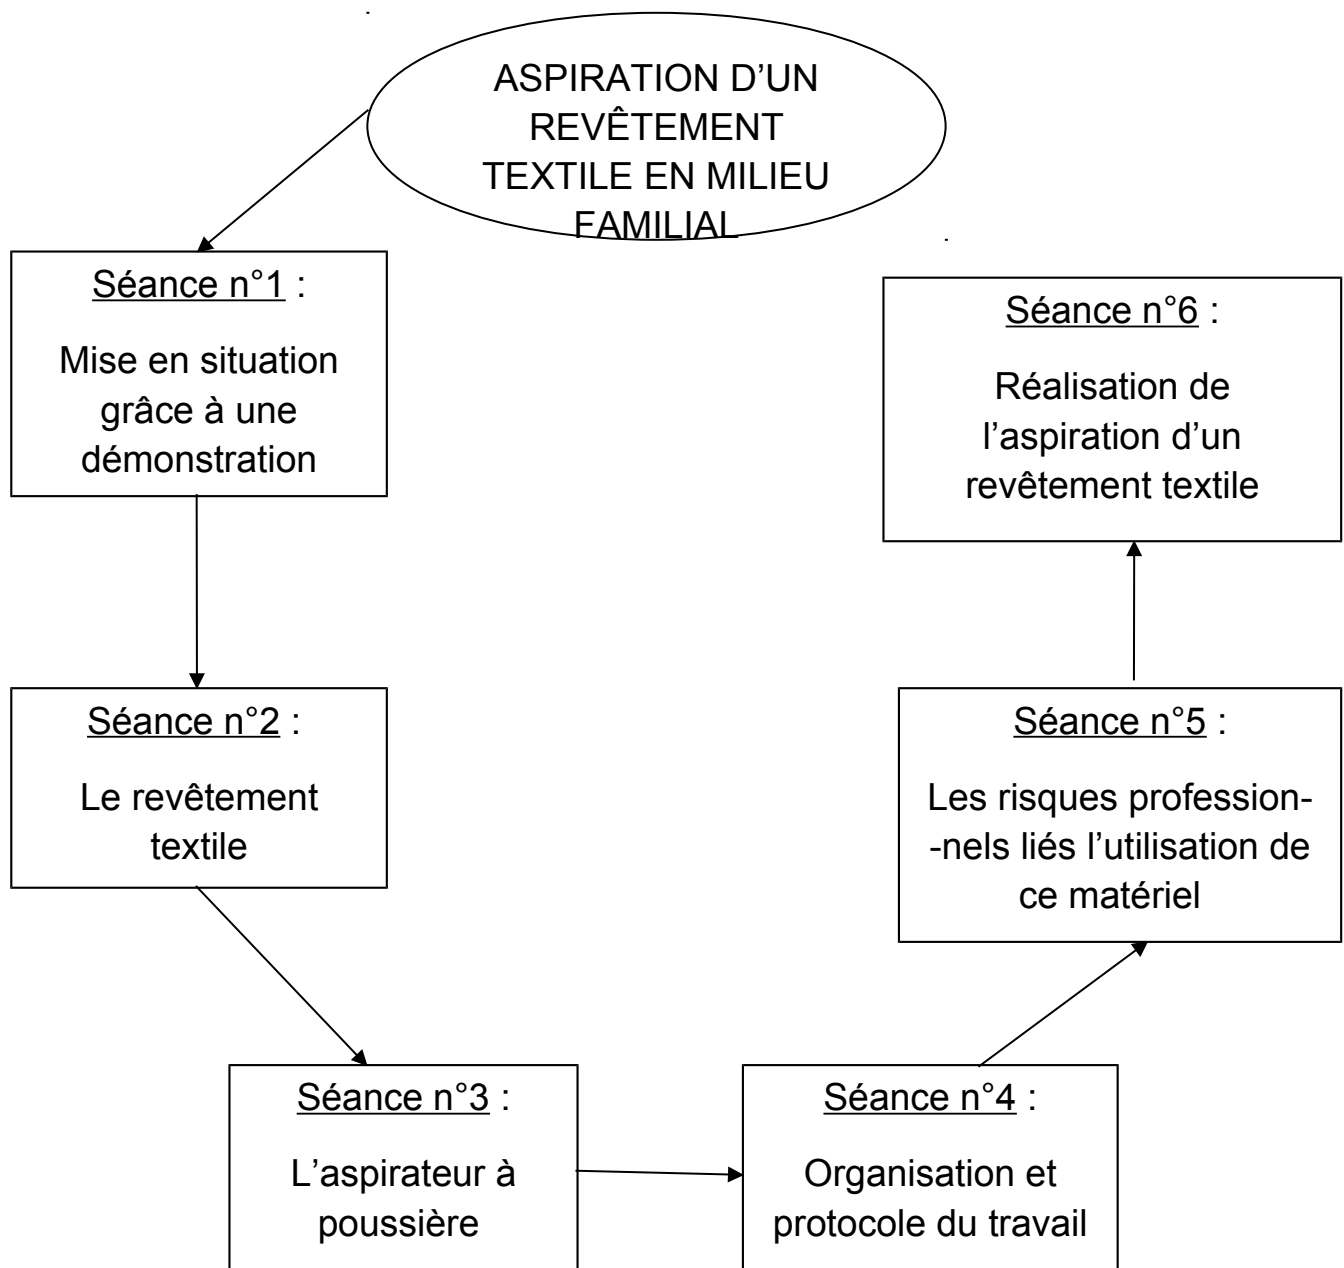 ASPIRATION D’UN
REVÊTEMENT
TEXTILE EN MILIEU
FAMILIAL
Séance n°1 :
Mise en situation
grâce à une
démonstration
Séance n°2 :
Le revêtement
textile
Séance n°3 :
L’aspirateur à
poussière
Séance n°4 :
Organisation et
protocole du travail
Séance n°5 :
Les risques profession-
-nels liés l’utilisation de
ce matériel
Séance n°6 :
Réalisation de
l’aspiration d’un
revêtement textile